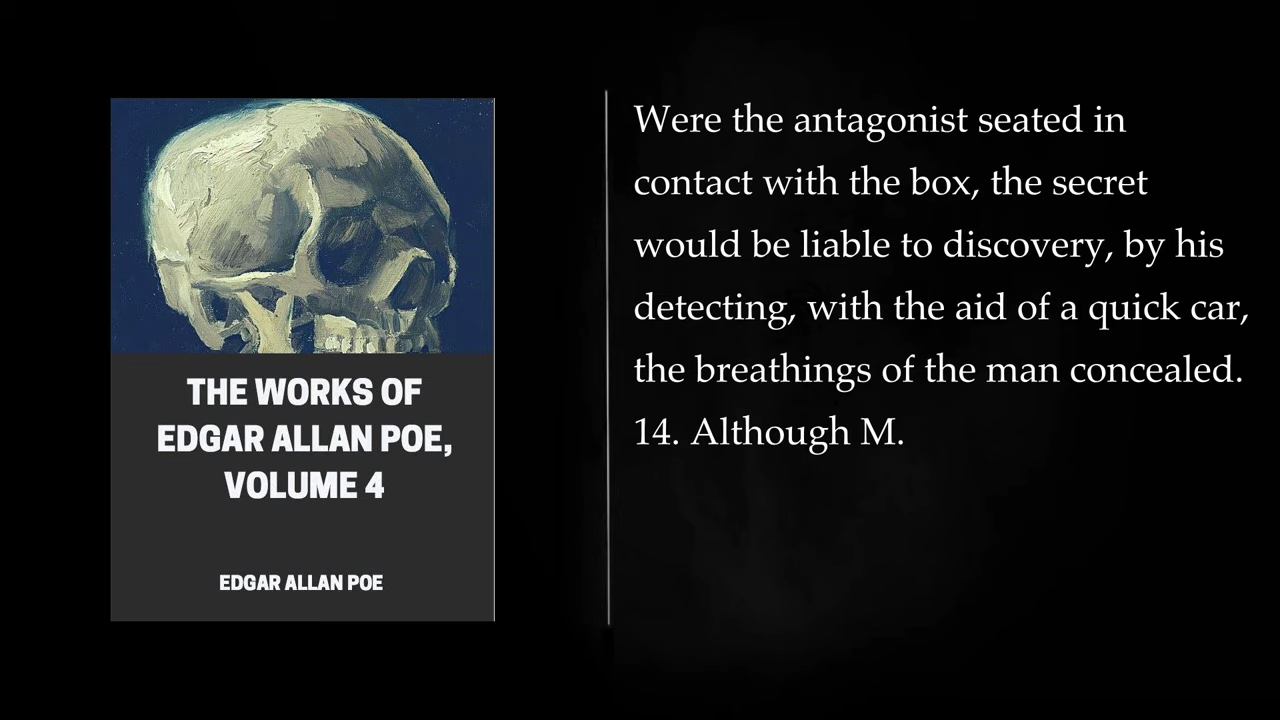 THE WORKS OF
EDGAR ALLAN POE,
VOLUME 4
EDGAR ALLAN POE
Were the antagonist seated in
contact with the box, the secret
would be liable to discovery, by his
detecting, with the aid of a quick car,
the breathings of the man concealed.
14. Although M.